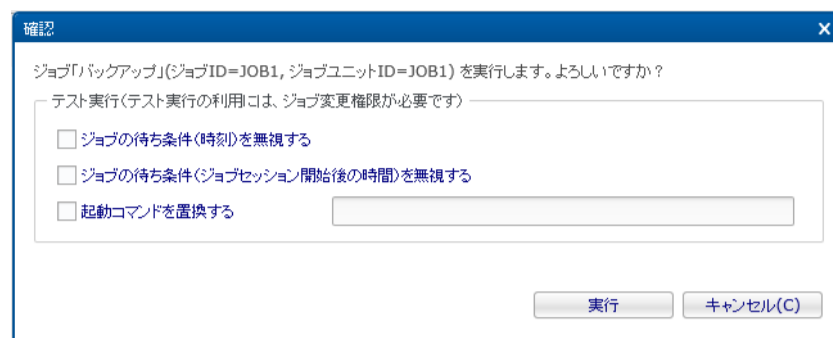 確認
ジョブ「バックアップ」(ジョブID=JOB1, ジョブユニットID=JOB1) を実行します。よろしいですか？
テスト実行(テスト実行の利用には、ジョブ変更権限が必要です)
ジョブの待ち条件(時刻)を無視する
ジョブの待ち条件(ジョブセッション開始後の時間)を無視する
起動コマンドを置換する
実行 キャンセル(C)